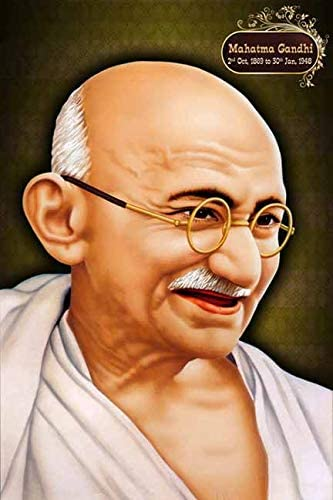 Mahatma Gandhi
2nd Oct, 1869 to 30th Jan, 1948